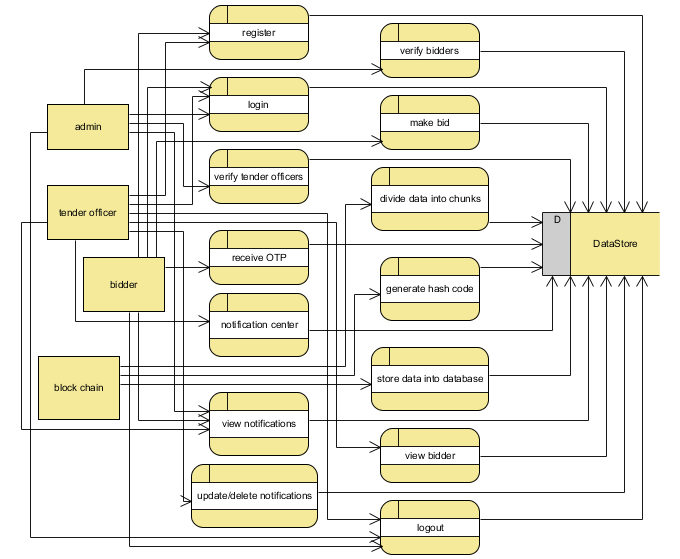 register
verify bidders
login
make bid
admin
verify tender officers
divide data into chunks
tender officer
D
DataStore
receive OTP
bidder
generate hash code
notification center
store data into database
block chain
view notifications
view bidder
update/delete notifications
logout